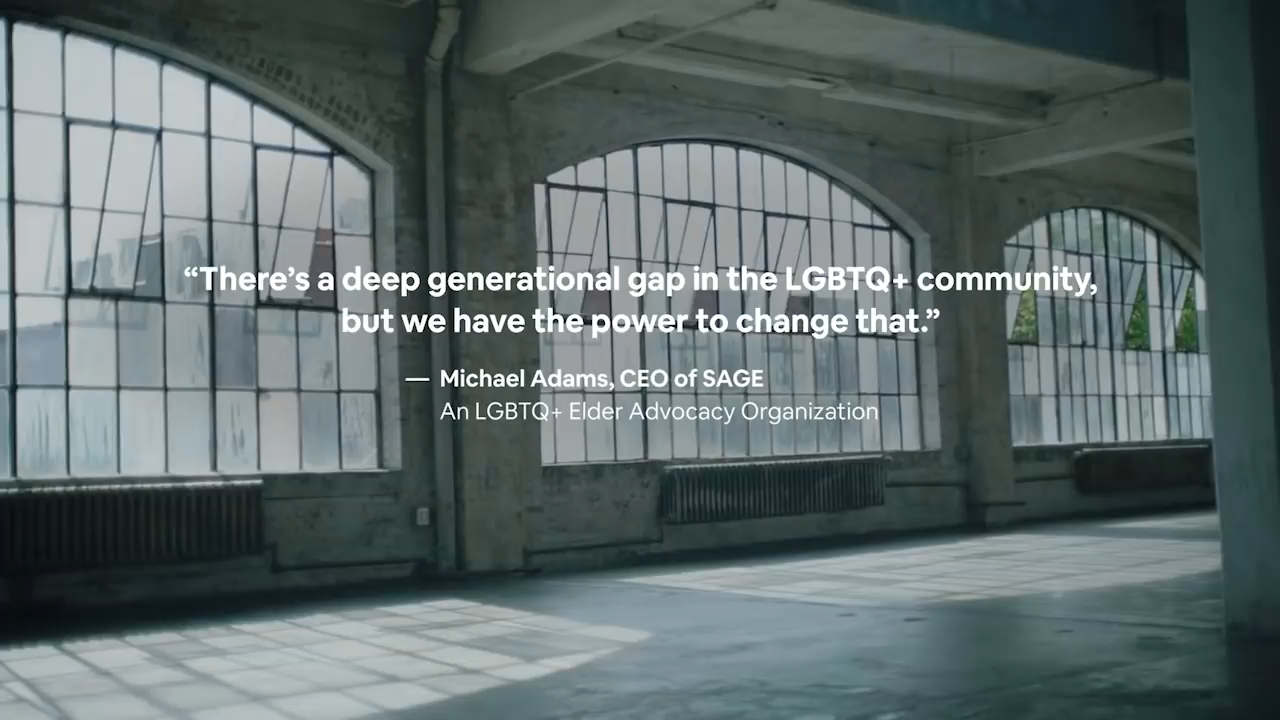 “There’s a deep generational gap in the LGBTQ+ community,
but we have the power to change that.”
— Michael Adams, CEO of SAGE
An LGBTQ+ Elder Advocacy Organization